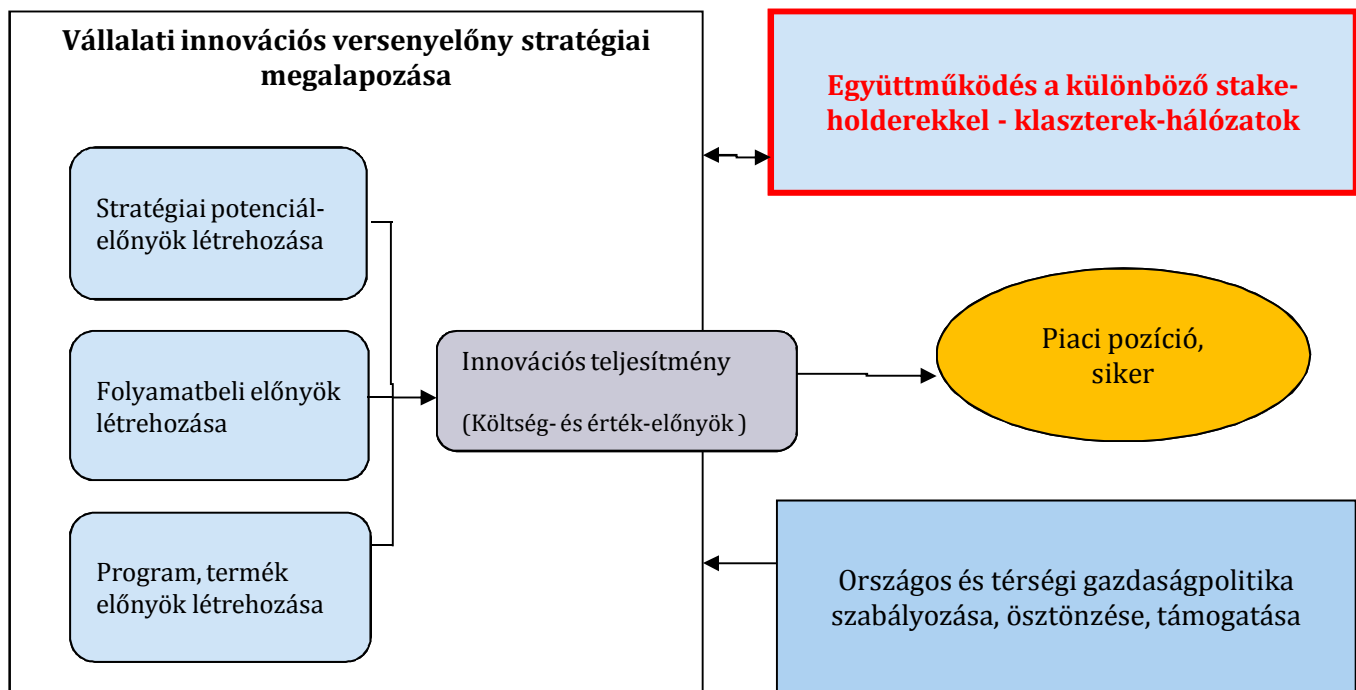 Vállalati innovációs versenyelőny stratégiai
megalapozása
Együttműködés a különböző stake-
holderekkel - klaszterek-hálózatok
Stratégiai potenciál-
előnyök létrehozása
Folyamatbeli előnyök
létrehozása
Program, termék
előnyök létrehozása
Innovációs teljesítmény
(Költség- és érték-előnyök )
Piaci pozíció,
siker
Országos és térségi gazdaságpolitika
szabályozása, ösztönzése, támogatása